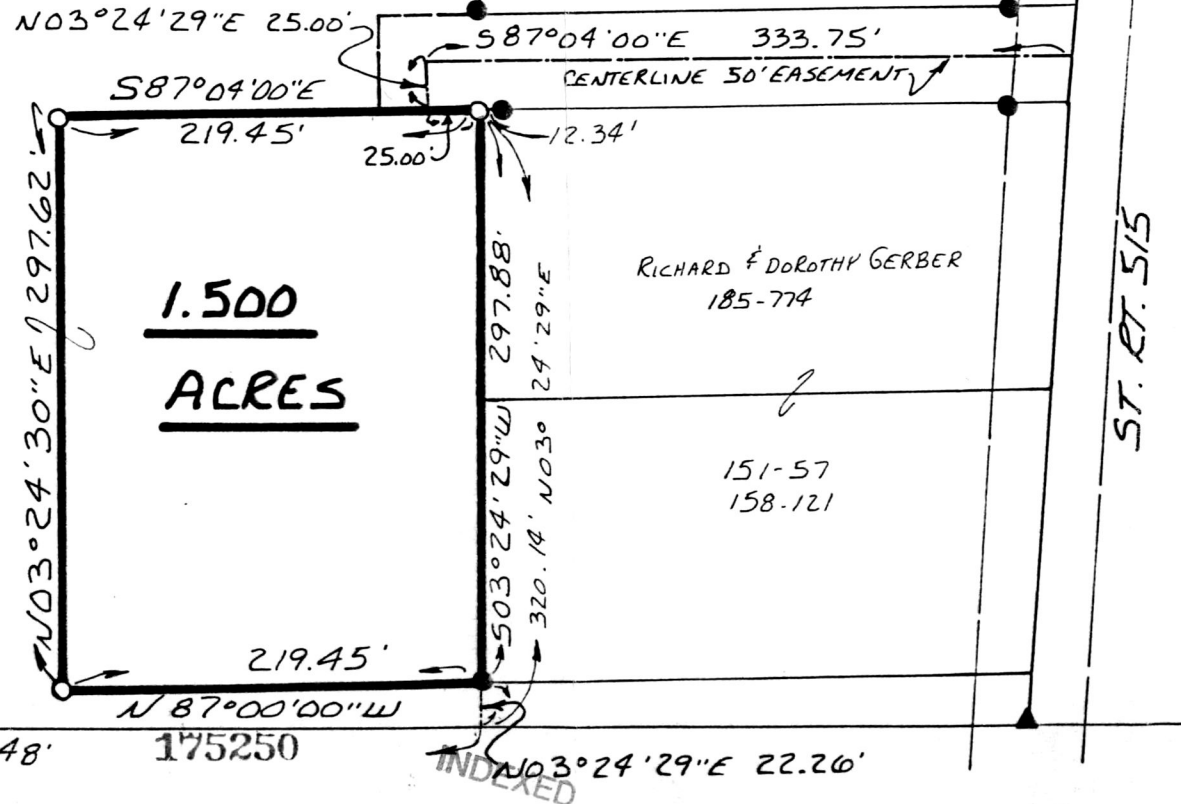 N03°24'29"E 25.00'
S87°04'00"E 333.75'
CENTERLINE 50' EASEMENT
S87°04'00"E
219.45'
25.00'
12.34'
N03°24'30"E 297.62'
1.500
ACRES
S03°24'29"W 297.88'
320.14' N03° 24'29"E
RICHARD & DOROTHY GERBER
185-774
151-57
158-121
ST. RT. 515
219.45'
N 87°00'00"W
48'
175250
INDEXED
N03°24'29"E 22.26'